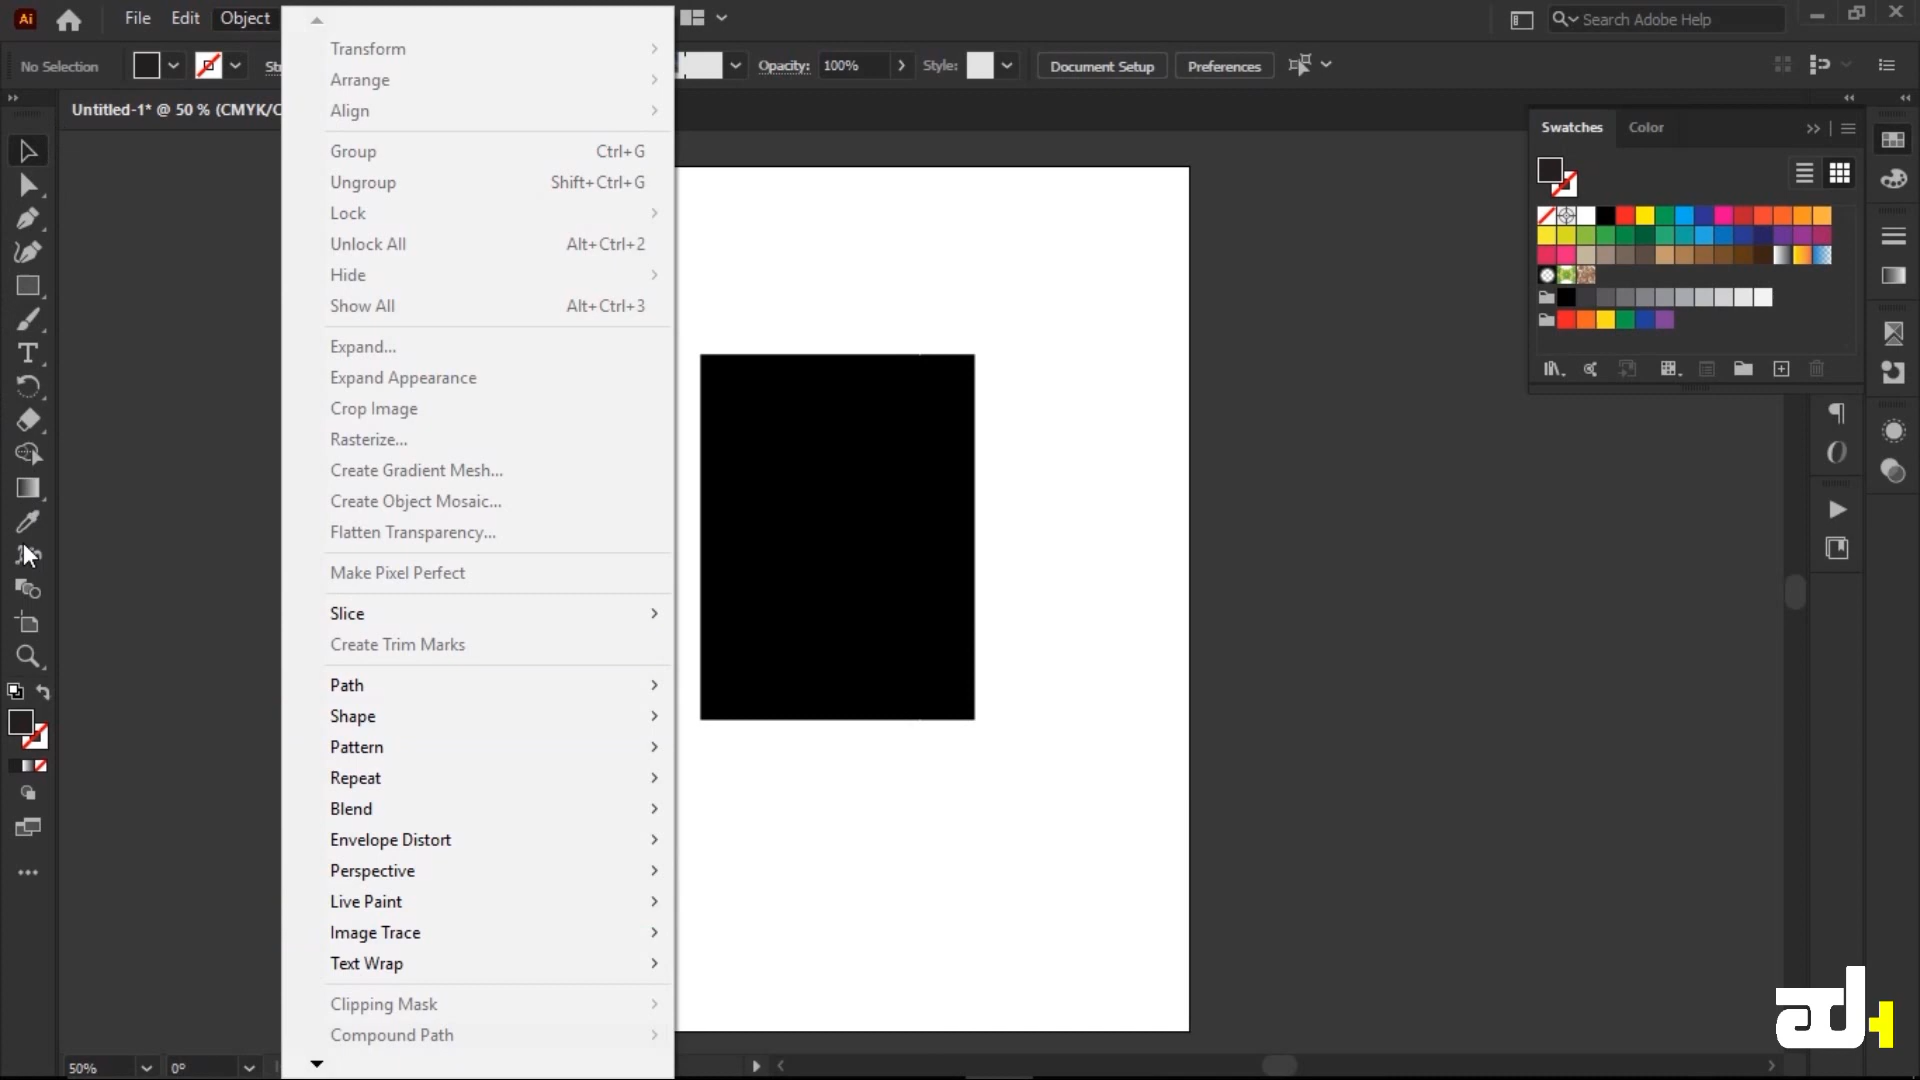 Ai
File
Edit
Object
Search Adobe Help
No Selection
Opacity:
100%
Style:
Document Setup
Preferences
Untitled-1* @ 50 % (CMYK/C
Transform
Arrange
Align
Group Ctrl+G
Ungroup Shift+Ctrl+G
Lock
Unlock All Alt+Ctrl+2
Hide
Show All Alt+Ctrl+3
Expand...
Expand Appearance
Crop Image
Rasterize...
Create Gradient Mesh...
Create Object Mosaic...
Flatten Transparency...
Make Pixel Perfect
Slice
Create Trim Marks
Path
Shape
Pattern
Repeat
Blend
Envelope Distort
Perspective
Live Paint
Image Trace
Text Wrap
Clipping Mask
Compound Path
Swatches
Color
50%
0°